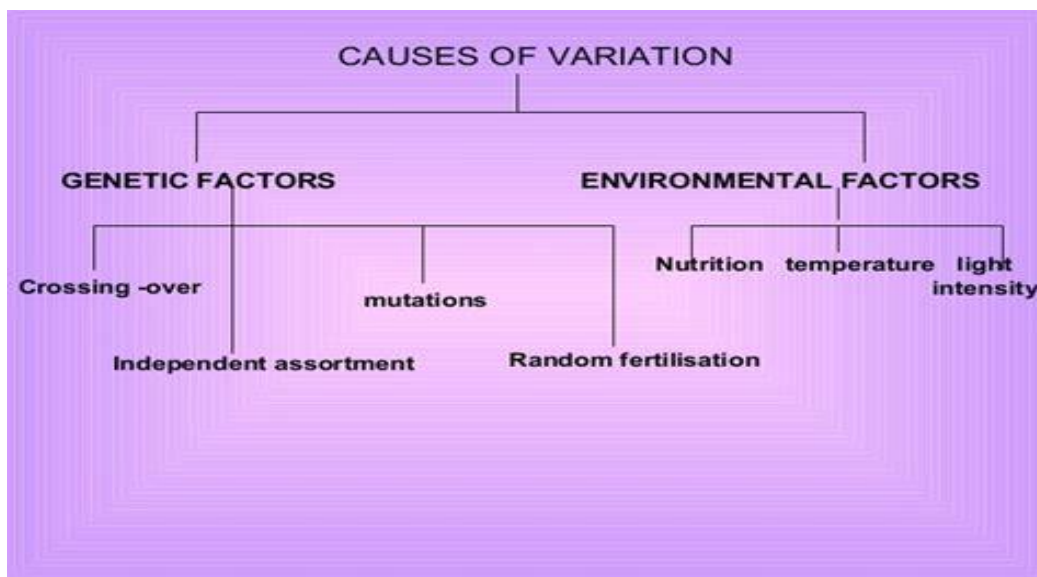 CAUSES OF VARIATION
GENETIC FACTORS
ENVIRONMENTAL FACTORS
Crossing -over
mutations
Independent assortment
Random fertilisation
Nutrition
temperature
light
intensity